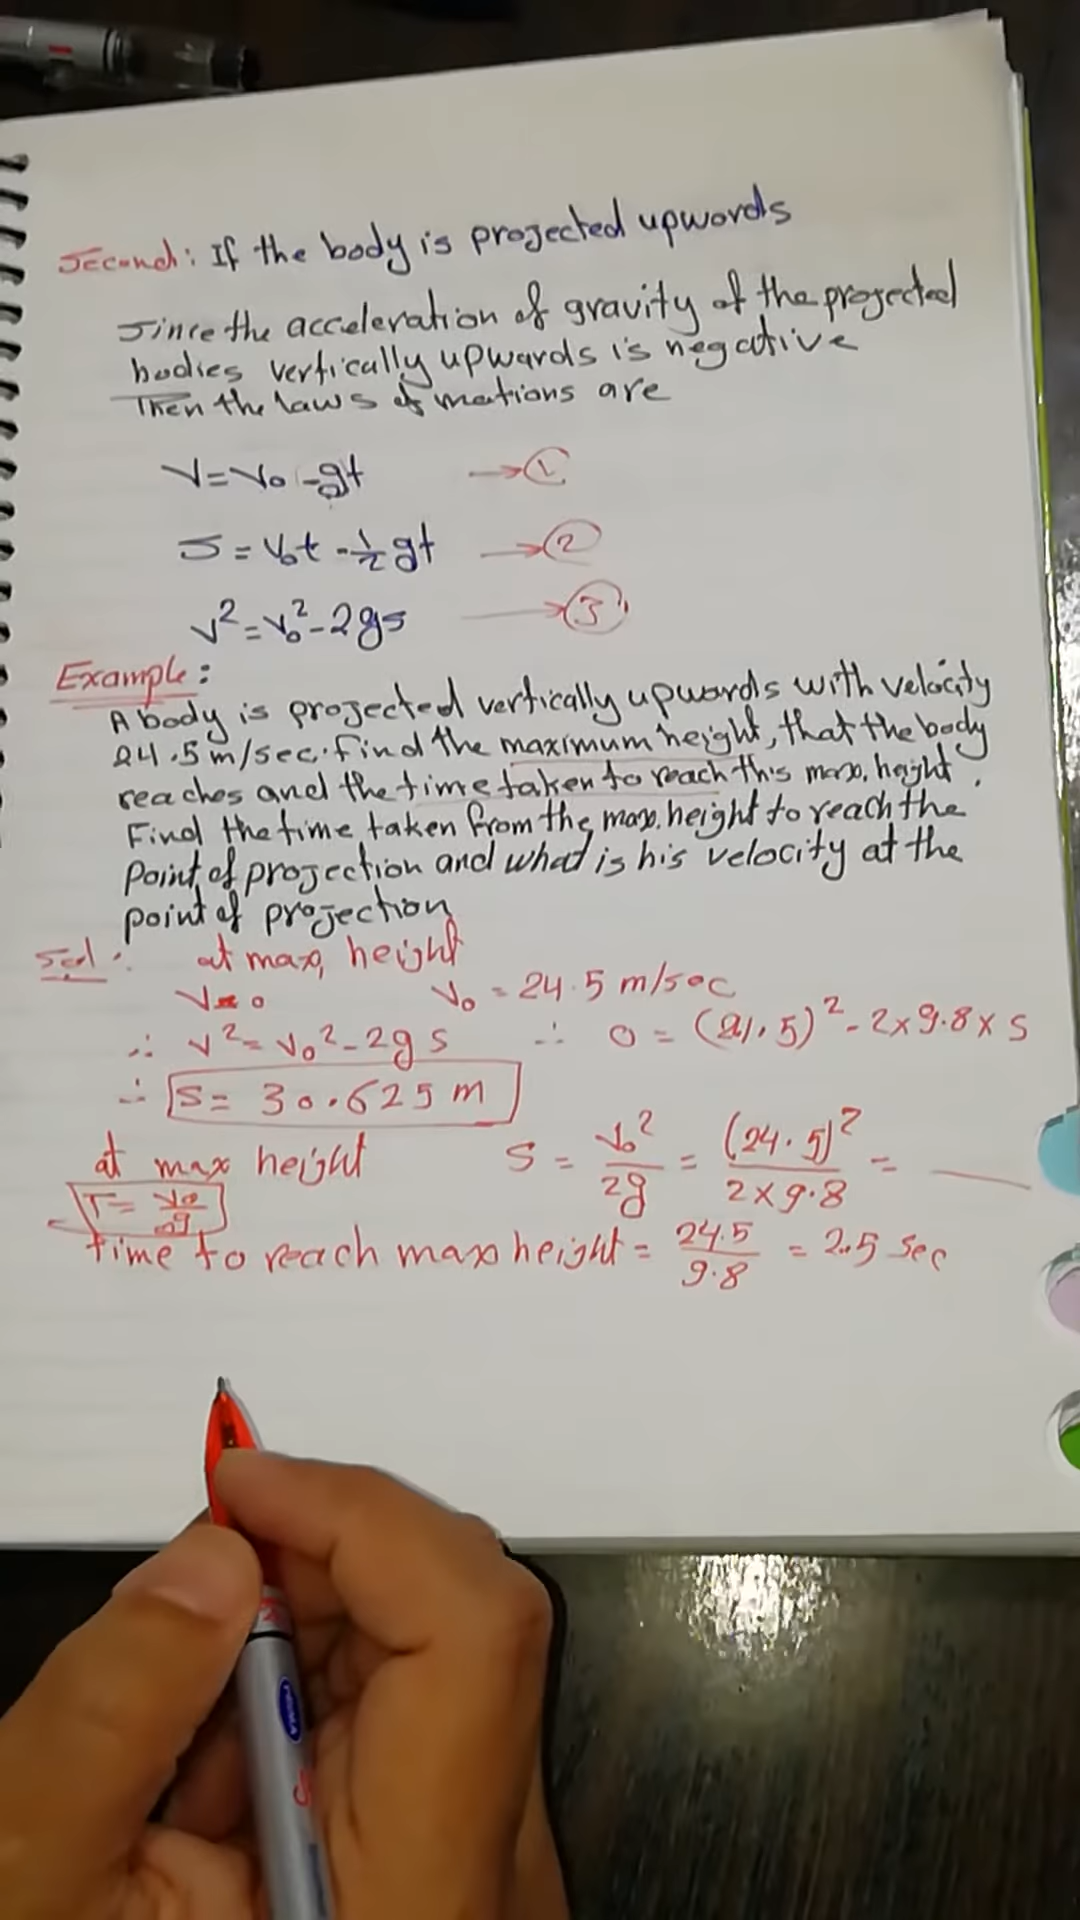 Second: If the body is projected upwords
Since the acceleration of gravity of the projected
bodies vertically upwards is negative
Then the laws of motions are
V = V₀ - gt → 1
S = V₀t - ½ gt → 2
v² = v₀² - 2gs → 3
Example:
A body is projected vertically upwards with velocity
24.5 m/sec. find the maximum height, that the body
reaches and the time taken to reach this max. height.
Find the time taken from the max. height to reach the
point of projection and what is his velocity at the
point of projection
Sol: at max, height
V = 0 V₀ = 24.5 m/sec
∴ v² = v₀² - 2gs ∴ 0 = (24.5)² - 2×9.8×S
∴ S = 30.625 m
at max height S = V₀²/2g = (24.5)²/2×9.8 =
T = V₀/g
time to reach max height = 24.5/9.8 = 2.5 sec